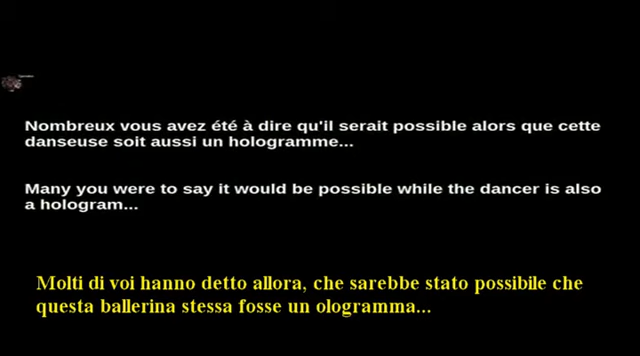 Nombreux vous avez été à dire qu'il serait possible alors que cette
danseuse soit aussi un hologramme...
Many you were to say it would be possible while the dancer is also
a hologram...
Molti di voi hanno detto allora, che sarebbe stato possibile che
questa ballerina stessa fosse un ologramma...